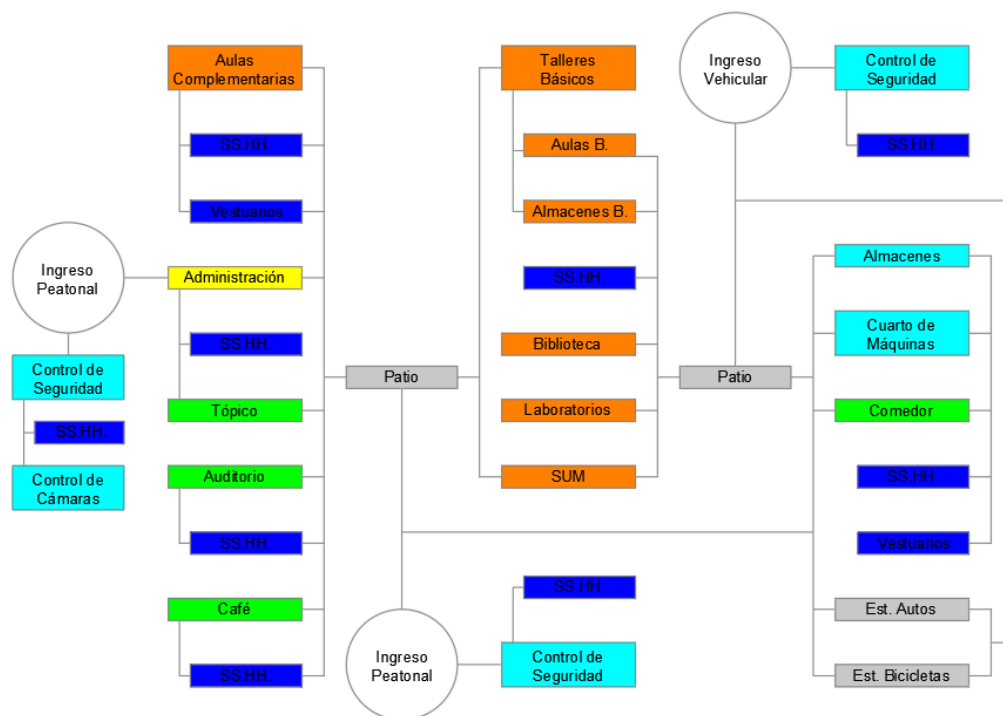 Aulas
Complementarias
SS.HH.
Vestuarios
Ingreso
Peatonal
Administración
SS.HH.
Tópico
Control de
Seguridad
SS.HH.
Control de
Cámaras
Auditorio
SS.HH.
Café
SS.HH.
Patio
Ingreso
Peatonal
Control de
Seguridad
SS.HH.
Talleres
Básicos
Aulas B.
Almacenes B.
SS.HH.
Biblioteca
Laboratorios
SUM
Patio
Ingreso
Vehicular
Control de
Seguridad
SS.HH.
Almacenes
Cuarto de
Máquinas
Comedor
SS.HH.
Vestuarios
Est. Autos
Est. Bicicletas